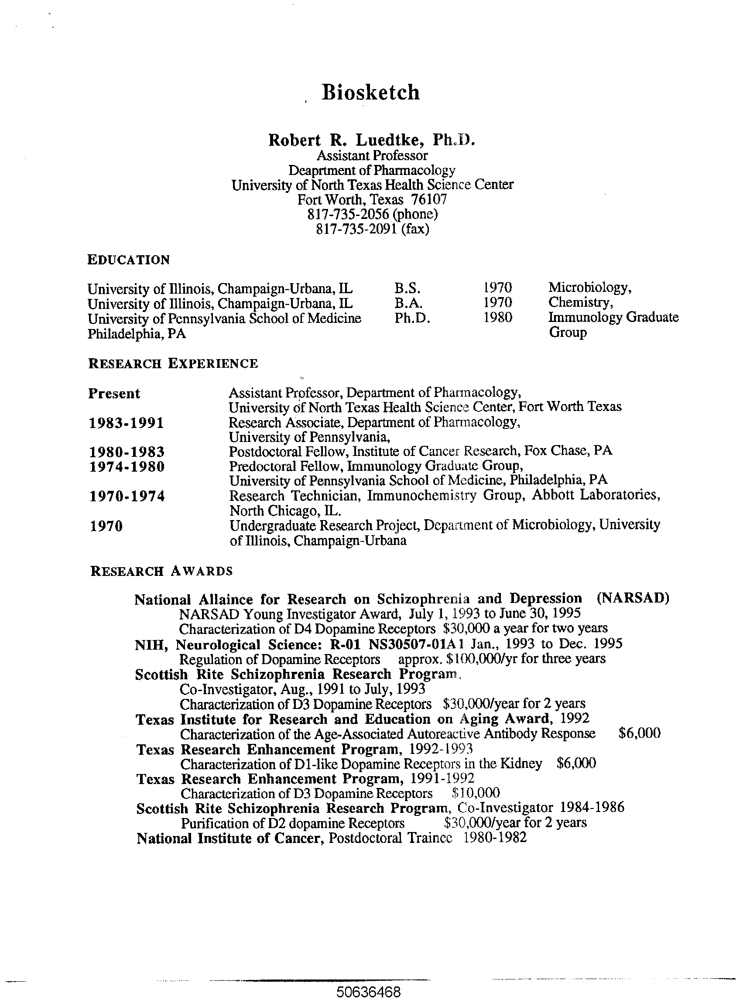 Biosketch
Robert R. Luedtke, Ph.D.
Assistant Professor
Deaprtment of Pharmacology
University of North Texas Health Science Center
Fort Worth, Texas 76107
817-735-2056 (phone)
817-735-2091 (fax)
EDUCATION
University of Illinois, Champaign-Urbana, IL B.S. 1970 Microbiology,
University of Illinois, Champaign-Urbana, IL B.A. 1970 Chemistry,
University of Pennsylvania School of Medicine Ph.D. 1980 Immunology Graduate
Philadelphia, PA Group
RESEARCH EXPERIENCE
Present Assistant Professor, Department of Pharmacology,
University of North Texas Health Science Center, Fort Worth Texas
1983-1991 Research Associate, Department of Pharmacology,
University of Pennsylvania,
1980-1983 Postdoctoral Fellow, Institute of Cancer Research, Fox Chase, PA
1974-1980 Predoctoral Fellow, Immunology Graduate Group,
University of Pennsylvania School of Medicine, Philadelphia, PA
1970-1974 Research Technician, Immunochemistry Group, Abbott Laboratories,
North Chicago, IL.
1970 Undergraduate Research Project, Department of Microbiology, University
of Illinois, Champaign-Urbana
RESEARCH AWARDS
National Allaince for Research on Schizophrenia and Depression (NARSAD)
NARSAD Young Investigator Award, July 1, 1993 to June 30, 1995
Characterization of D4 Dopamine Receptors $30,000 a year for two years
NIH, Neurological Science: R-01 NS30507-01A1 Jan., 1993 to Dec. 1995
Regulation of Dopamine Receptors approx. $100,000/yr for three years
Scottish Rite Schizophrenia Research Program,
Co-Investigator, Aug., 1991 to July, 1993
Characterization of D3 Dopamine Receptors $30,000/year for 2 years
Texas Institute for Research and Education on Aging Award, 1992
Characterization of the Age-Associated Autoreactive Antibody Response $6,000
Texas Research Enhancement Program, 1992-1993
Characterization of D1-like Dopamine Receptors in the Kidney $6,000
Texas Research Enhancement Program, 1991-1992
Characterization of D3 Dopamine Receptors $10,000
Scottish Rite Schizophrenia Research Program, Co-Investigator 1984-1986
Purification of D2 dopamine Receptors $30,000/year for 2 years
National Institute of Cancer, Postdoctoral Trainee 1980-1982
50636468